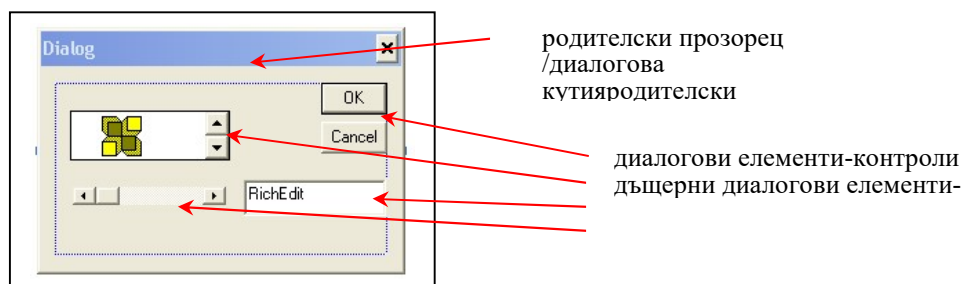 Dialog
OK
Cancel
RichEdit
родителски прозорец
/диалогова
кутияродителски
диалогови елементи-контроли
дъщерни диалогови елементи-